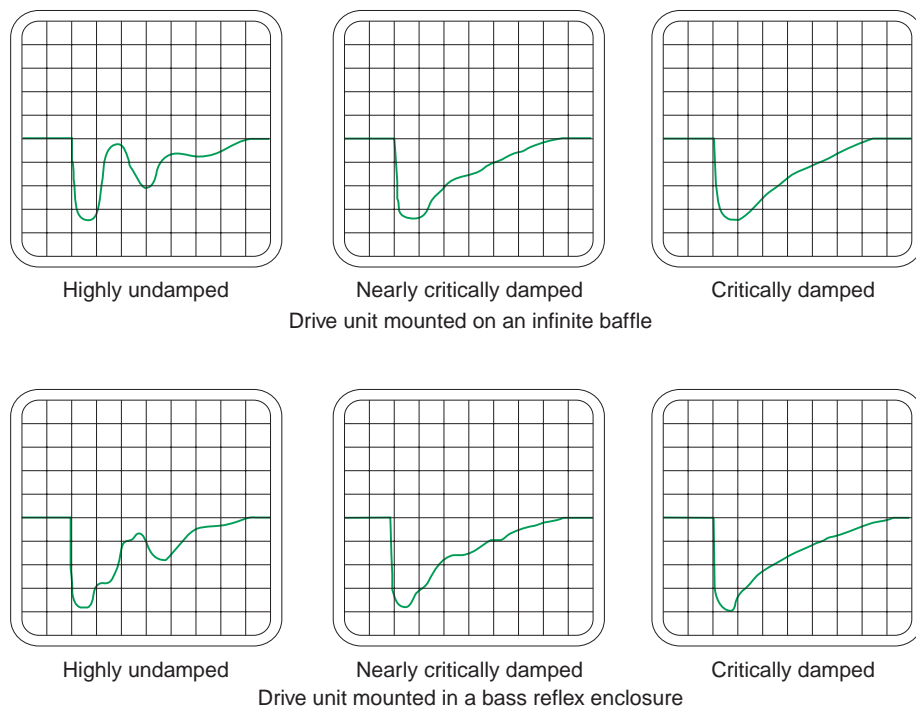 Highly undamped
Nearly critically damped
Critically damped
Drive unit mounted on an infinite baffle
Highly undamped
Nearly critically damped
Critically damped
Drive unit mounted in a bass reflex enclosure